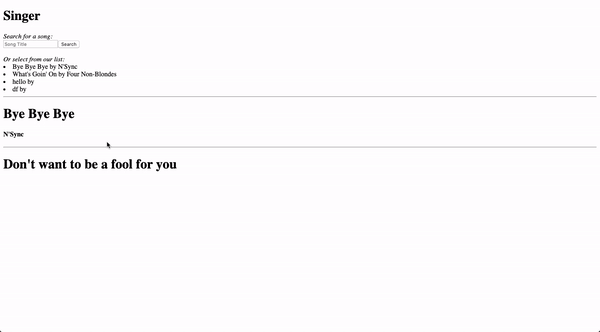 Singer
Search for a song:
Song Title Search
Or select from our list:
Bye Bye Bye by N'Sync
What's Goin' On by Four Non-Blondes
hello by
df by
Bye Bye Bye
N'Sync
Don't want to be a fool for you